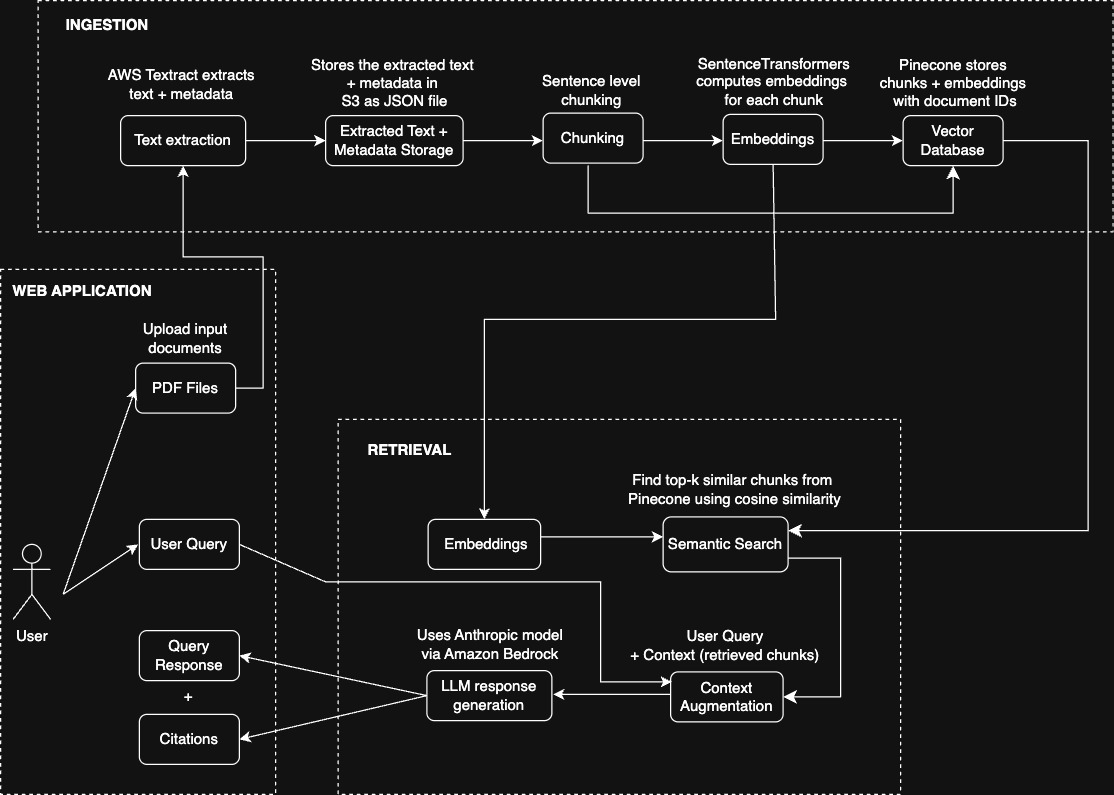 INGESTION
AWS Textract extracts
text + metadata
Text extraction
Stores the extracted text
+ metadata in
S3 as JSON file
Extracted Text +
Metadata Storage
Sentence level
chunking
Chunking
SentenceTransformers
computes embeddings
for each chunk
Embeddings
Pinecone stores
chunks + embeddings
with document IDs
Vector
Database
WEB APPLICATION
Upload input
documents
PDF Files
User Query
User
Query
Response
+
Citations
RETRIEVAL
Embeddings
Find top-k similar chunks from
Pinecone using cosine similarity
Semantic Search
Uses Anthropic model
via Amazon Bedrock
LLM response
generation
User Query
+ Context (retrieved chunks)
Context
Augmentation